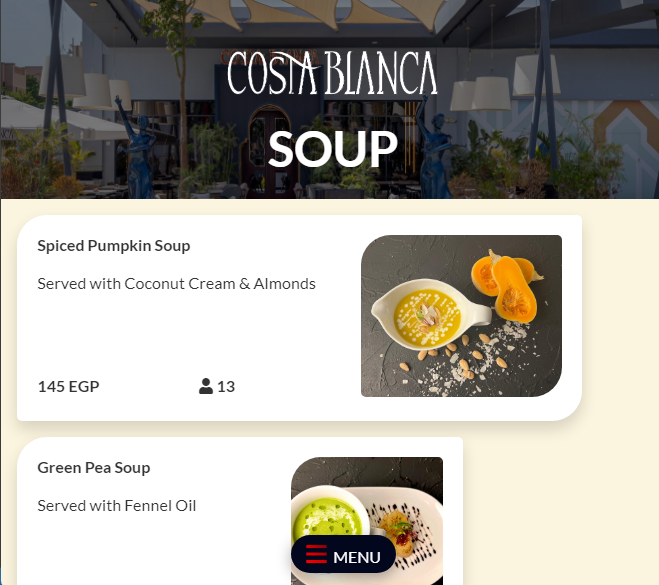 COSTA BLANCA
SOUP
Spiced Pumpkin Soup
Served with Coconut Cream & Almonds
145 EGP 13
Green Pea Soup
Served with Fennel Oil
MENU